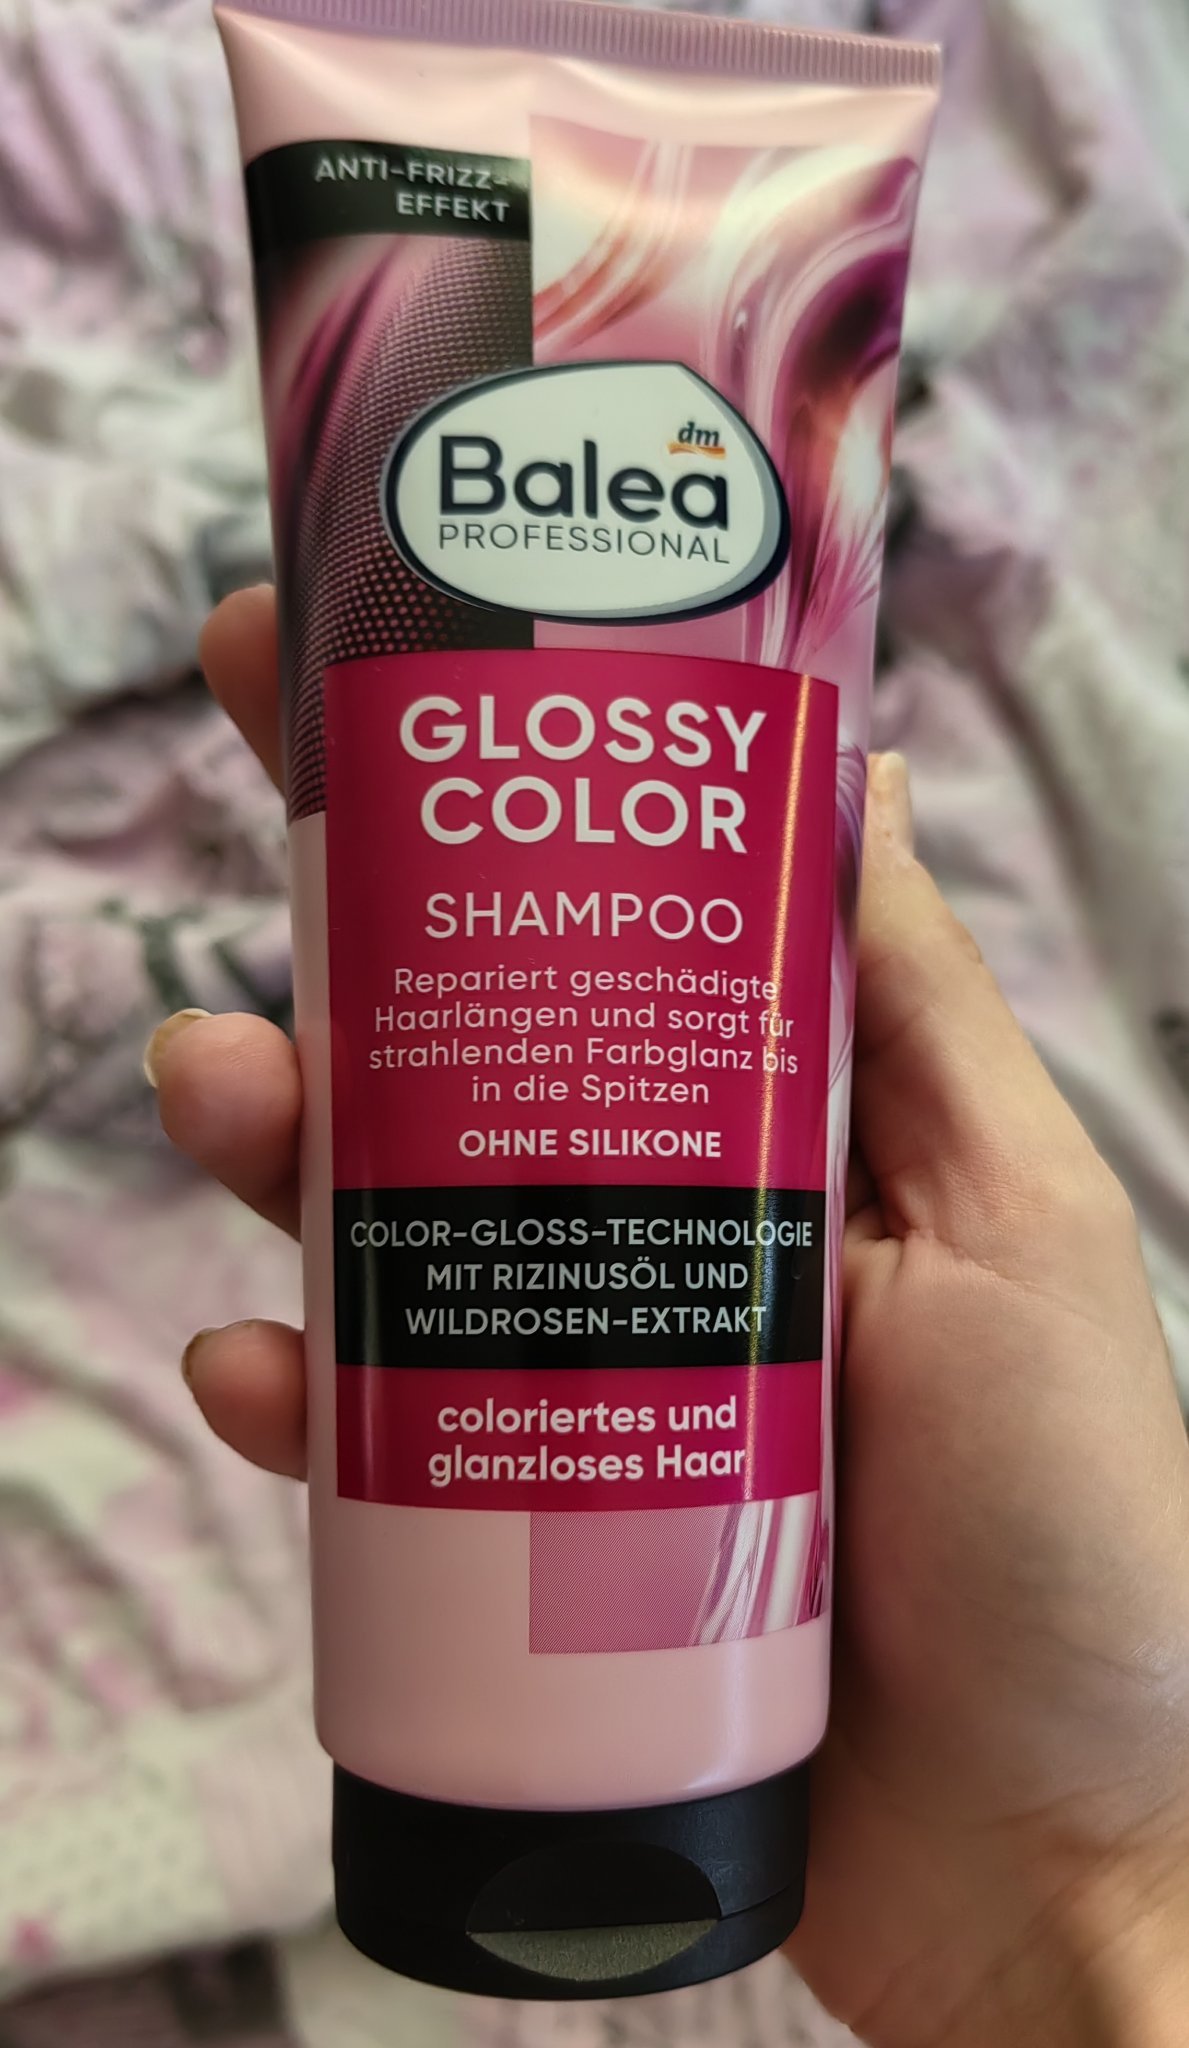 ANTI-FRIZZ-
EFFEKT
dm
Balea
PROFESSIONAL
GLOSSY
COLOR
SHAMPOO
Repariert geschädigte
Haarlängen und sorgt für
strahlenden Farbglanz bis
in die Spitzen
OHNE SILIKONE
COLOR-GLOSS-TECHNOLOGIE
MIT RIZINUSÖL UND
WILDROSEN-EXTRAKT
coloriertes und
glanzloses Haar